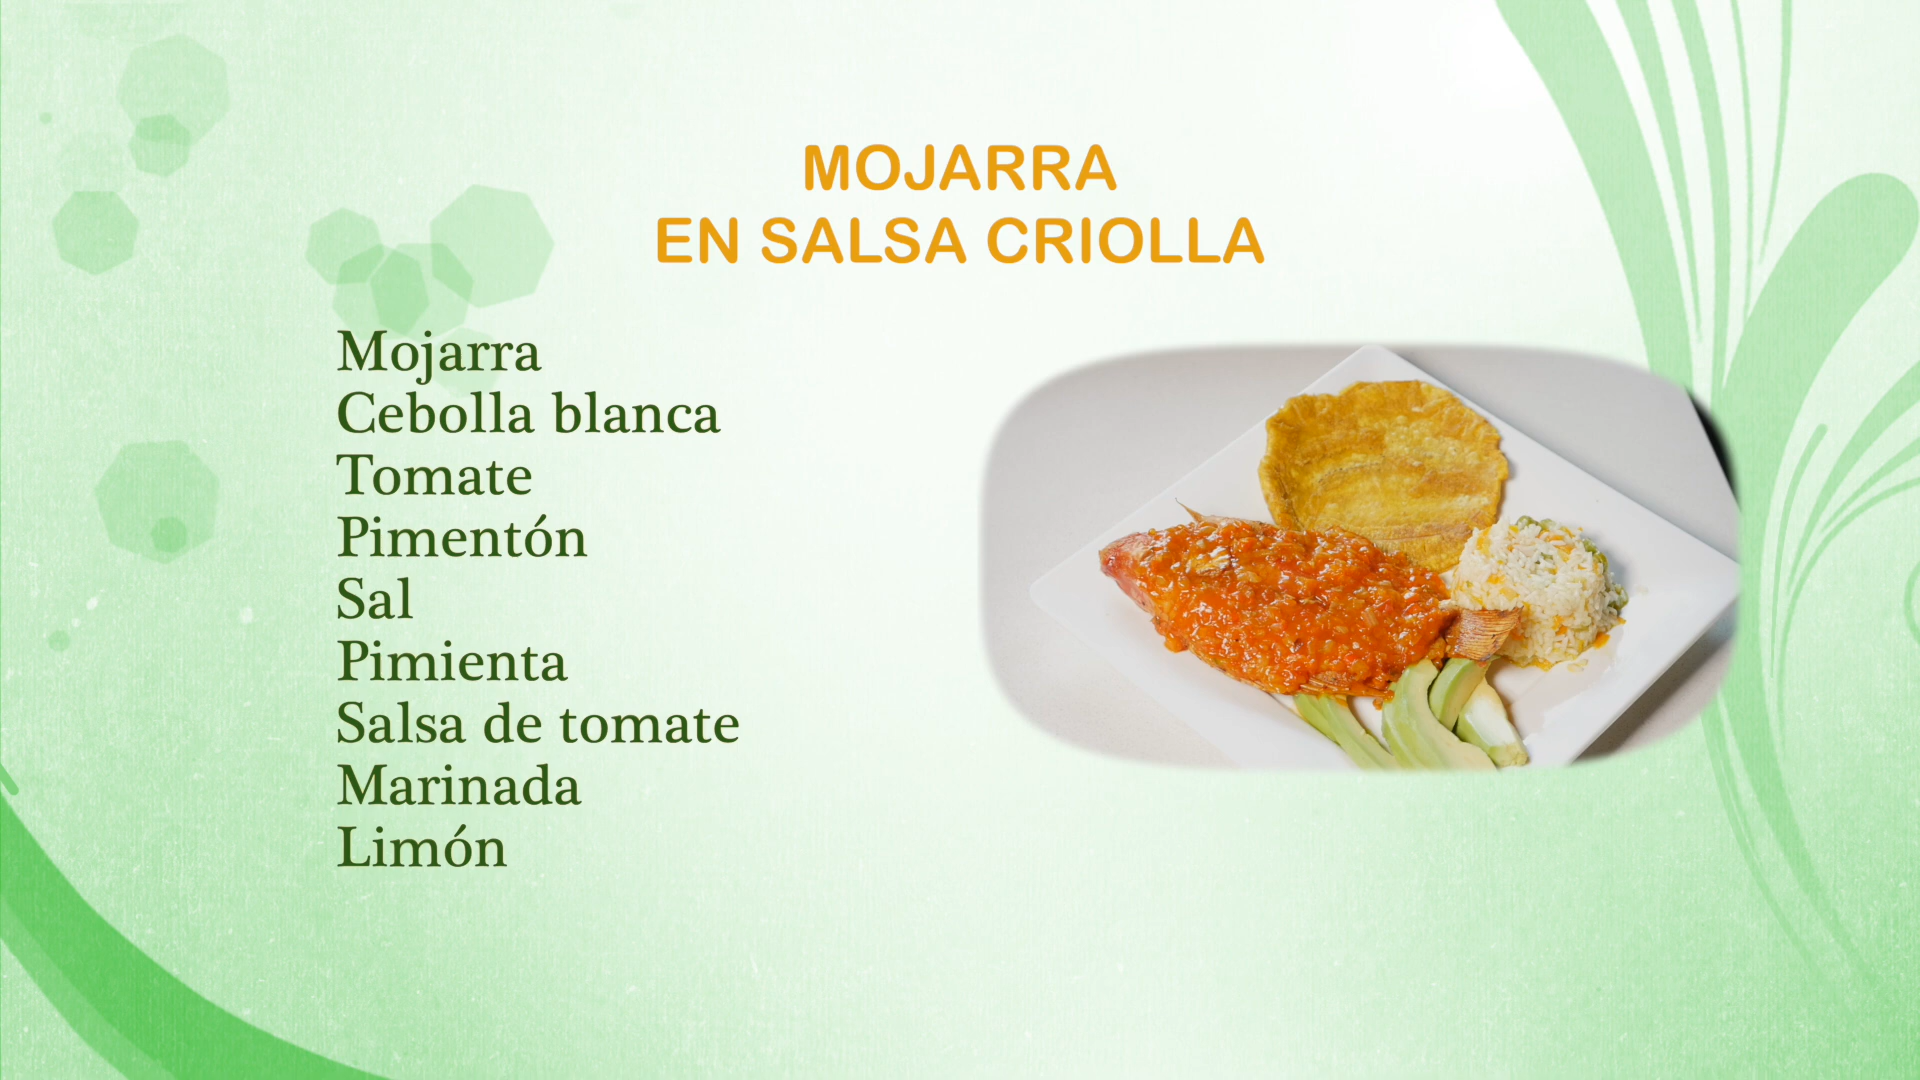 MOJARRA
EN SALSA CRIOLLA
Mojarra
Cebolla blanca
Tomate
Pimentón
Sal
Pimienta
Salsa de tomate
Marinada
Limón